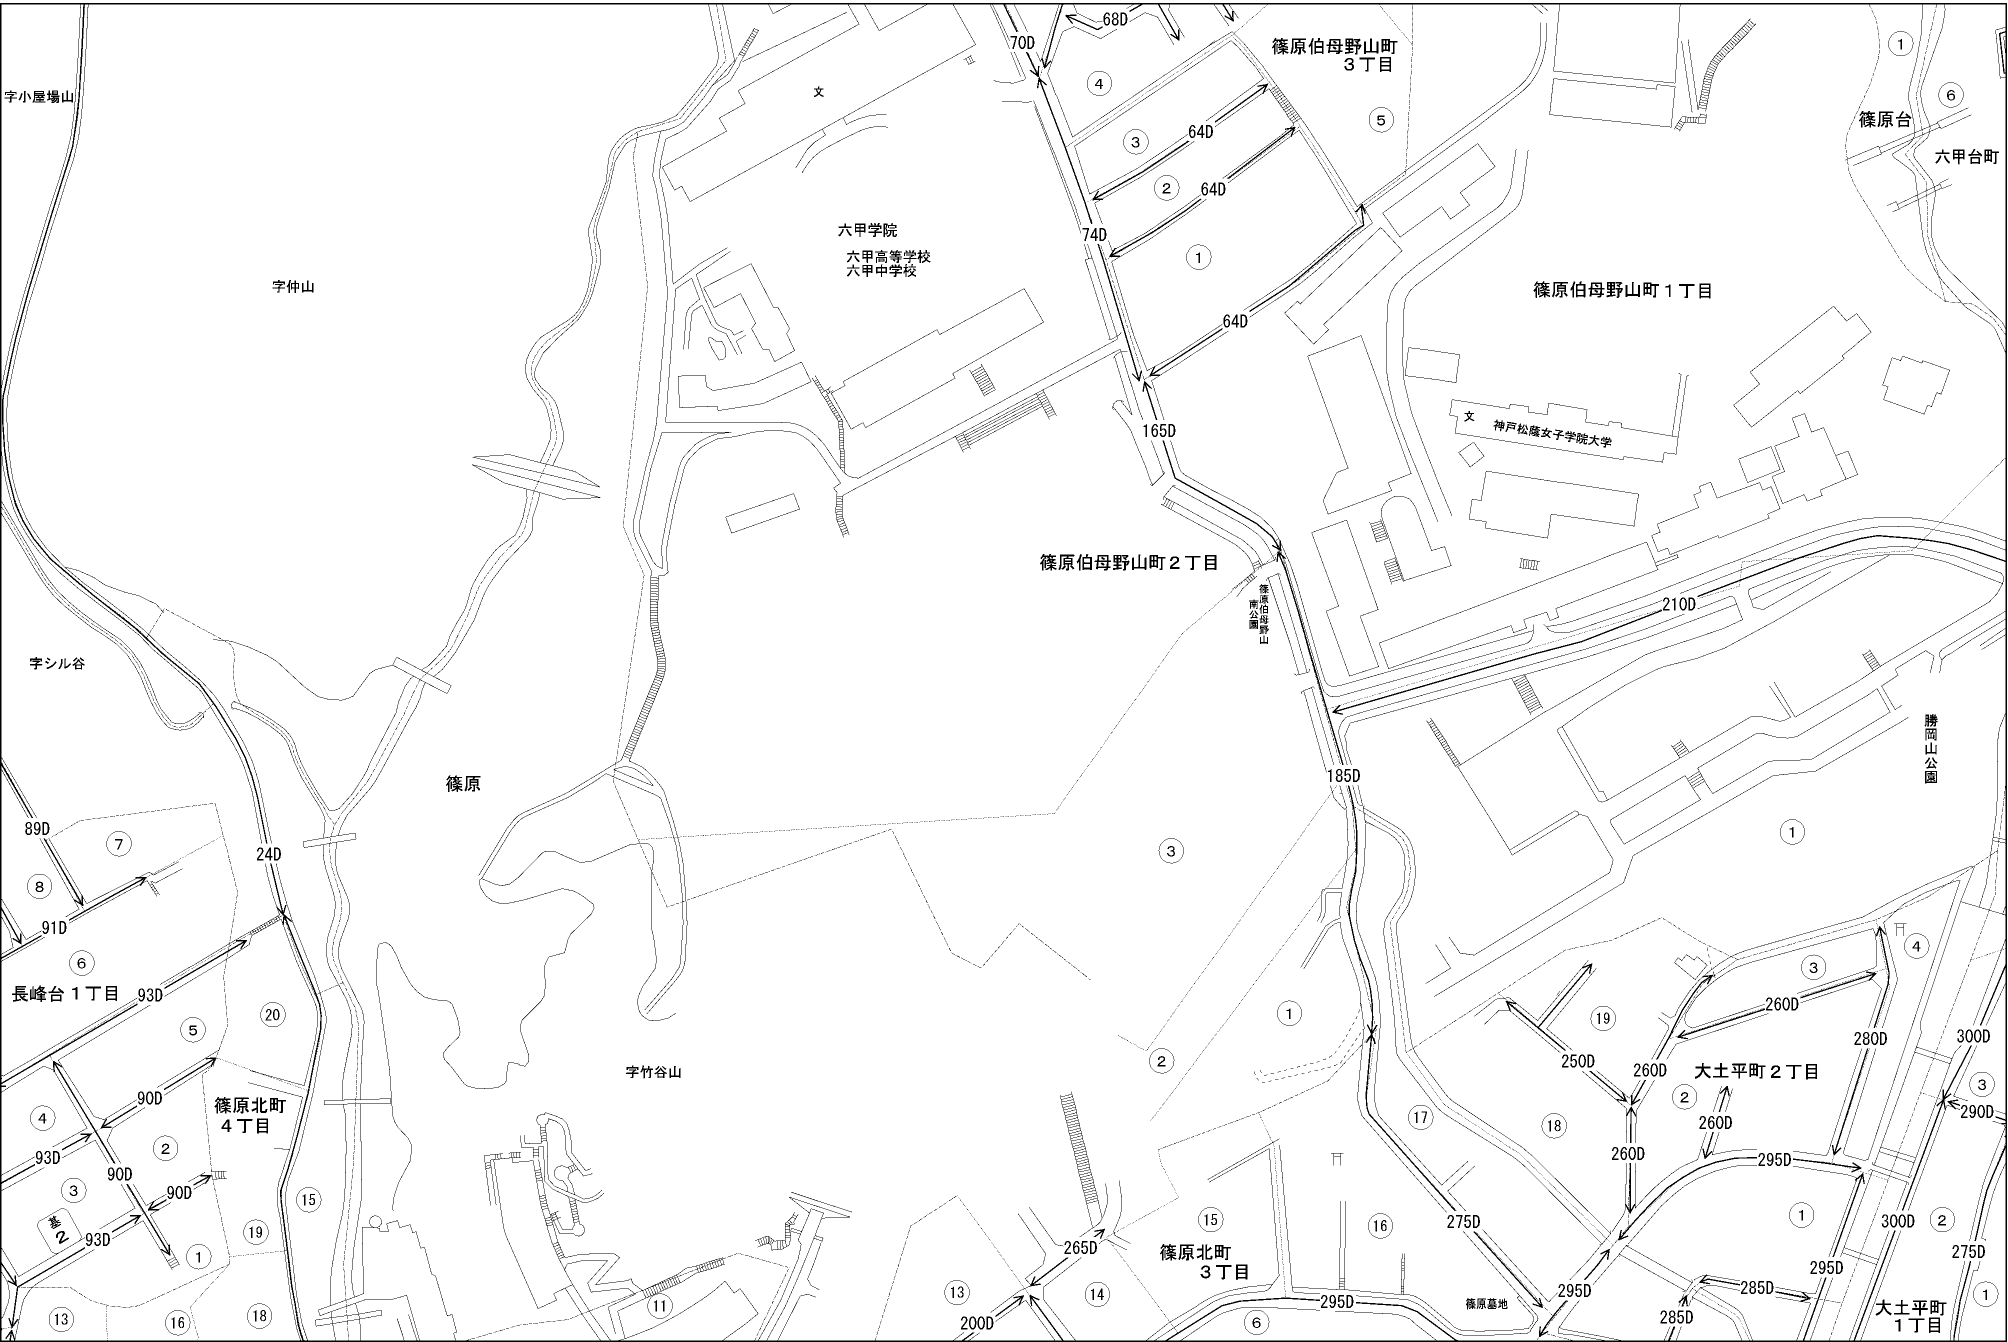 70D
68D
篠原伯母野山町
３丁目
①
字小屋場山
文
④
⑥
篠原台
⑤
64D
③
六甲台町
②
64D
六甲学院
74D
六甲高等学校
六甲中学校
①
字仲山
篠原伯母野山町１丁目
64D
165D
文
神戸松蔭女子学院大学
篠原伯母野山町２丁目
篠原伯母野山
南公園
210D
字シル谷
勝岡山公園
185D
篠原
89D
①
⑦
24D
③
⑧
91D
④
⑥
③
長峰台１丁目
93D
260D
⑳
①
⑲
⑤
280D
300D
②
250D
260D
大土平町２丁目
字竹谷山
③
90D
②
篠原北町
４丁目
290D
④
⑰
⑱
260D
②
260D
93D
90D
295D
③
90D
⑮
基
2
⑮
⑯
①
②
275D
300D
⑲
93D
265D
篠原北町
３丁目
275D
①
295D
⑬
⑭
295D
285D
①
295D
篠原墓地
⑪
大土平町
１丁目
⑬
⑯
⑱
200D
⑥
285D